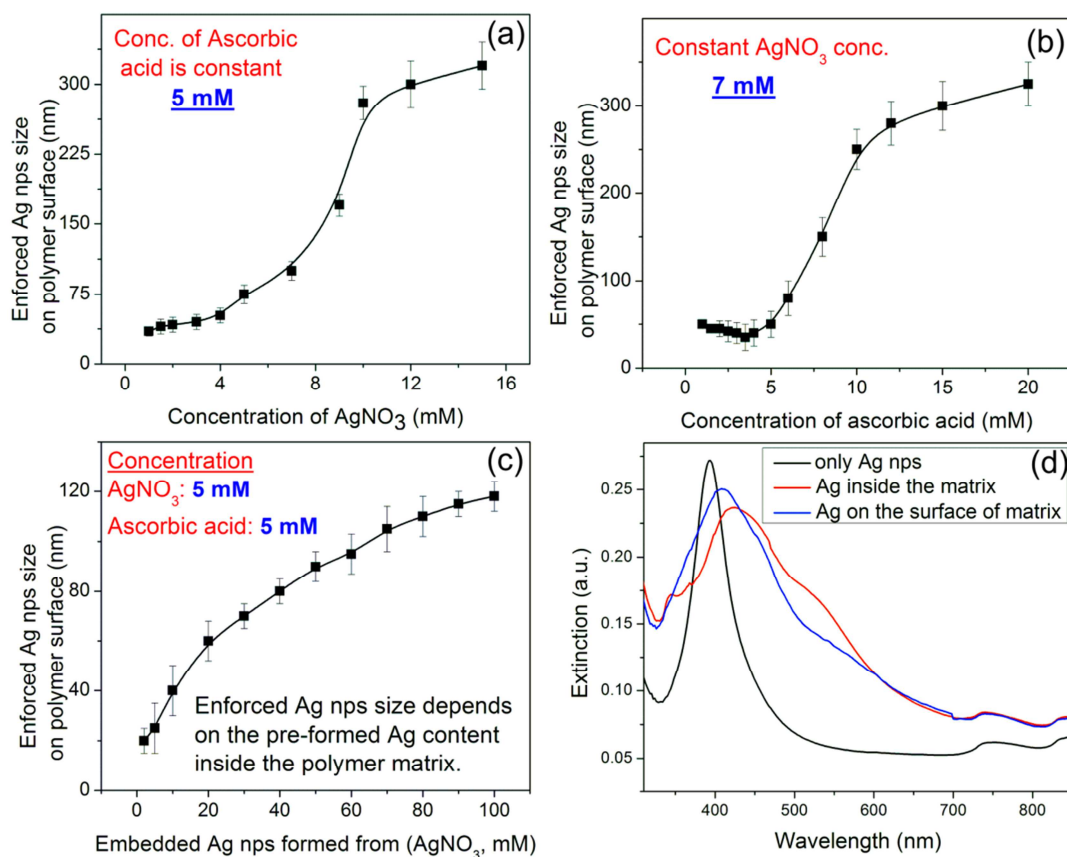 (a)
Conc. of Ascorbic
acid is constant
5 mM
Enforced Ag nps size
on polymer surface (nm)
300
225
150
75
0
0
4
8
12
16
Concentration of AgNO3 (mM)
(b)
Constant AgNO3 conc.
7 mM
Enforced Ag nps size
on polymer surface (nm)
300
200
100
0
0
5
10
15
20
Concentration of ascorbic acid (mM)
(c)
Concentration
AgNO3: 5 mM
Ascorbic acid: 5 mM
Enforced Ag nps size
on polymer surface (nm)
120
80
40
0
Enforced Ag nps size depends
on the pre-formed Ag content
inside the polymer matrix.
0
20
40
60
80
100
Embedded Ag nps formed from (AgNO3, mM)
(d)
only Ag nps
Ag inside the matrix
Ag on the surface of matrix
Extinction (a.u.)
0.25
0.20
0.15
0.10
0.05
400
500
600
700
800
Wavelength (nm)